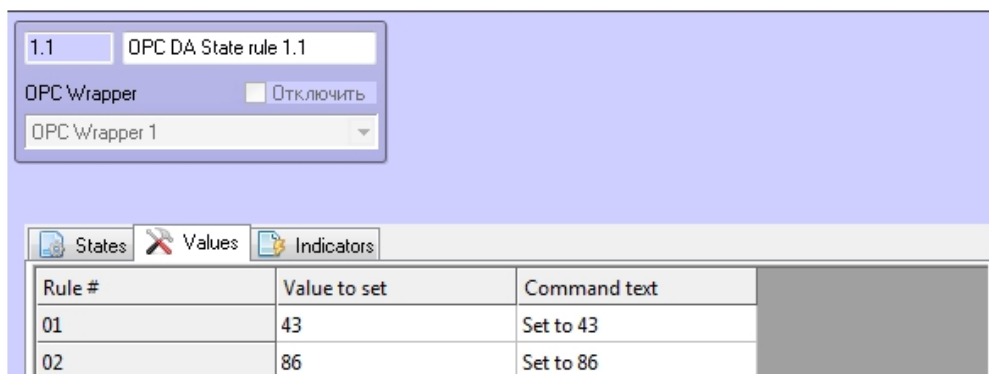 1.1 OPC DA State rule 1.1
OPC Wrapper Отключить
OPC Wrapper 1
States Values Indicators
Rule # Value to set Command text
01 43 Set to 43
02 86 Set to 86